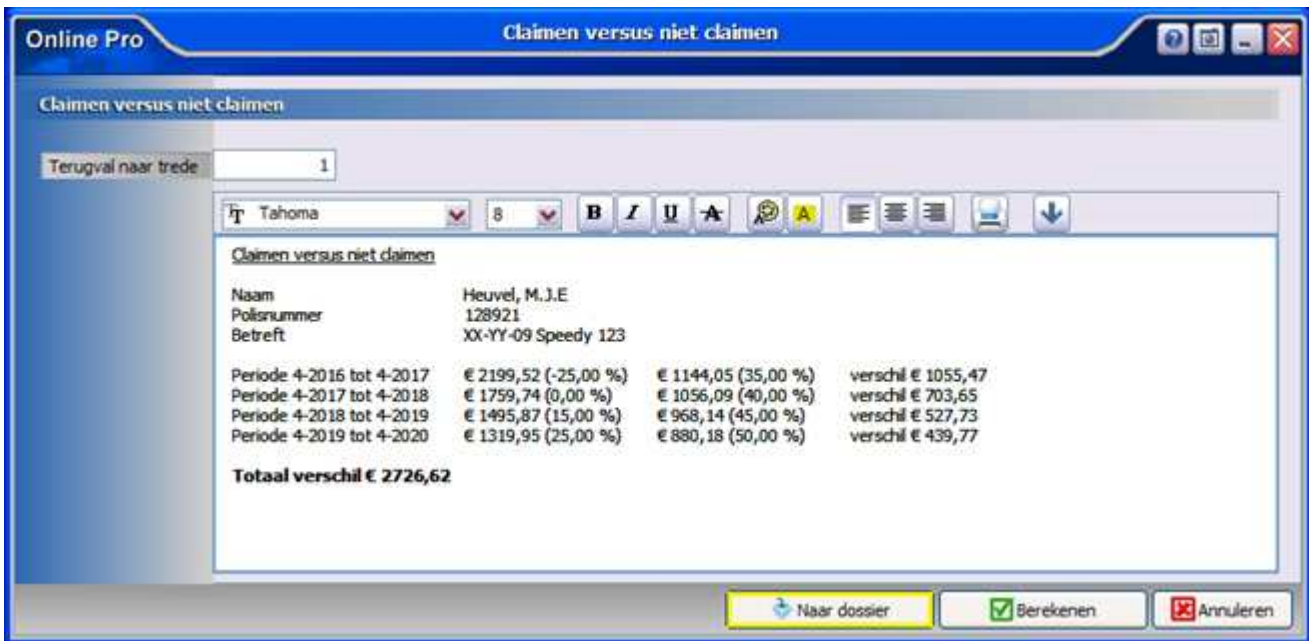 Online Pro
Claimen versus niet claimen
Claimen versus niet claimen
Terugval naar trede 1
Tahoma 8 B I U A A
Claimen versus niet claimen
Naam Heuvel, M.J.E
Polisnummer 128921
Betreft XX-YY-09 Speedy 123
Periode 4-2016 tot 4-2017 € 2199,52 (-25,00 %) € 1144,05 (35,00 %) verschil € 1055,47
Periode 4-2017 tot 4-2018 € 1759,74 (0,00 %) € 1056,09 (40,00 %) verschil € 703,65
Periode 4-2018 tot 4-2019 € 1495,87 (15,00 %) € 968,14 (45,00 %) verschil € 527,73
Periode 4-2019 tot 4-2020 € 1319,95 (25,00 %) € 880,18 (50,00 %) verschil € 439,77
Totaal verschil € 2726,62
Naar dossier Berekenen Annuleren